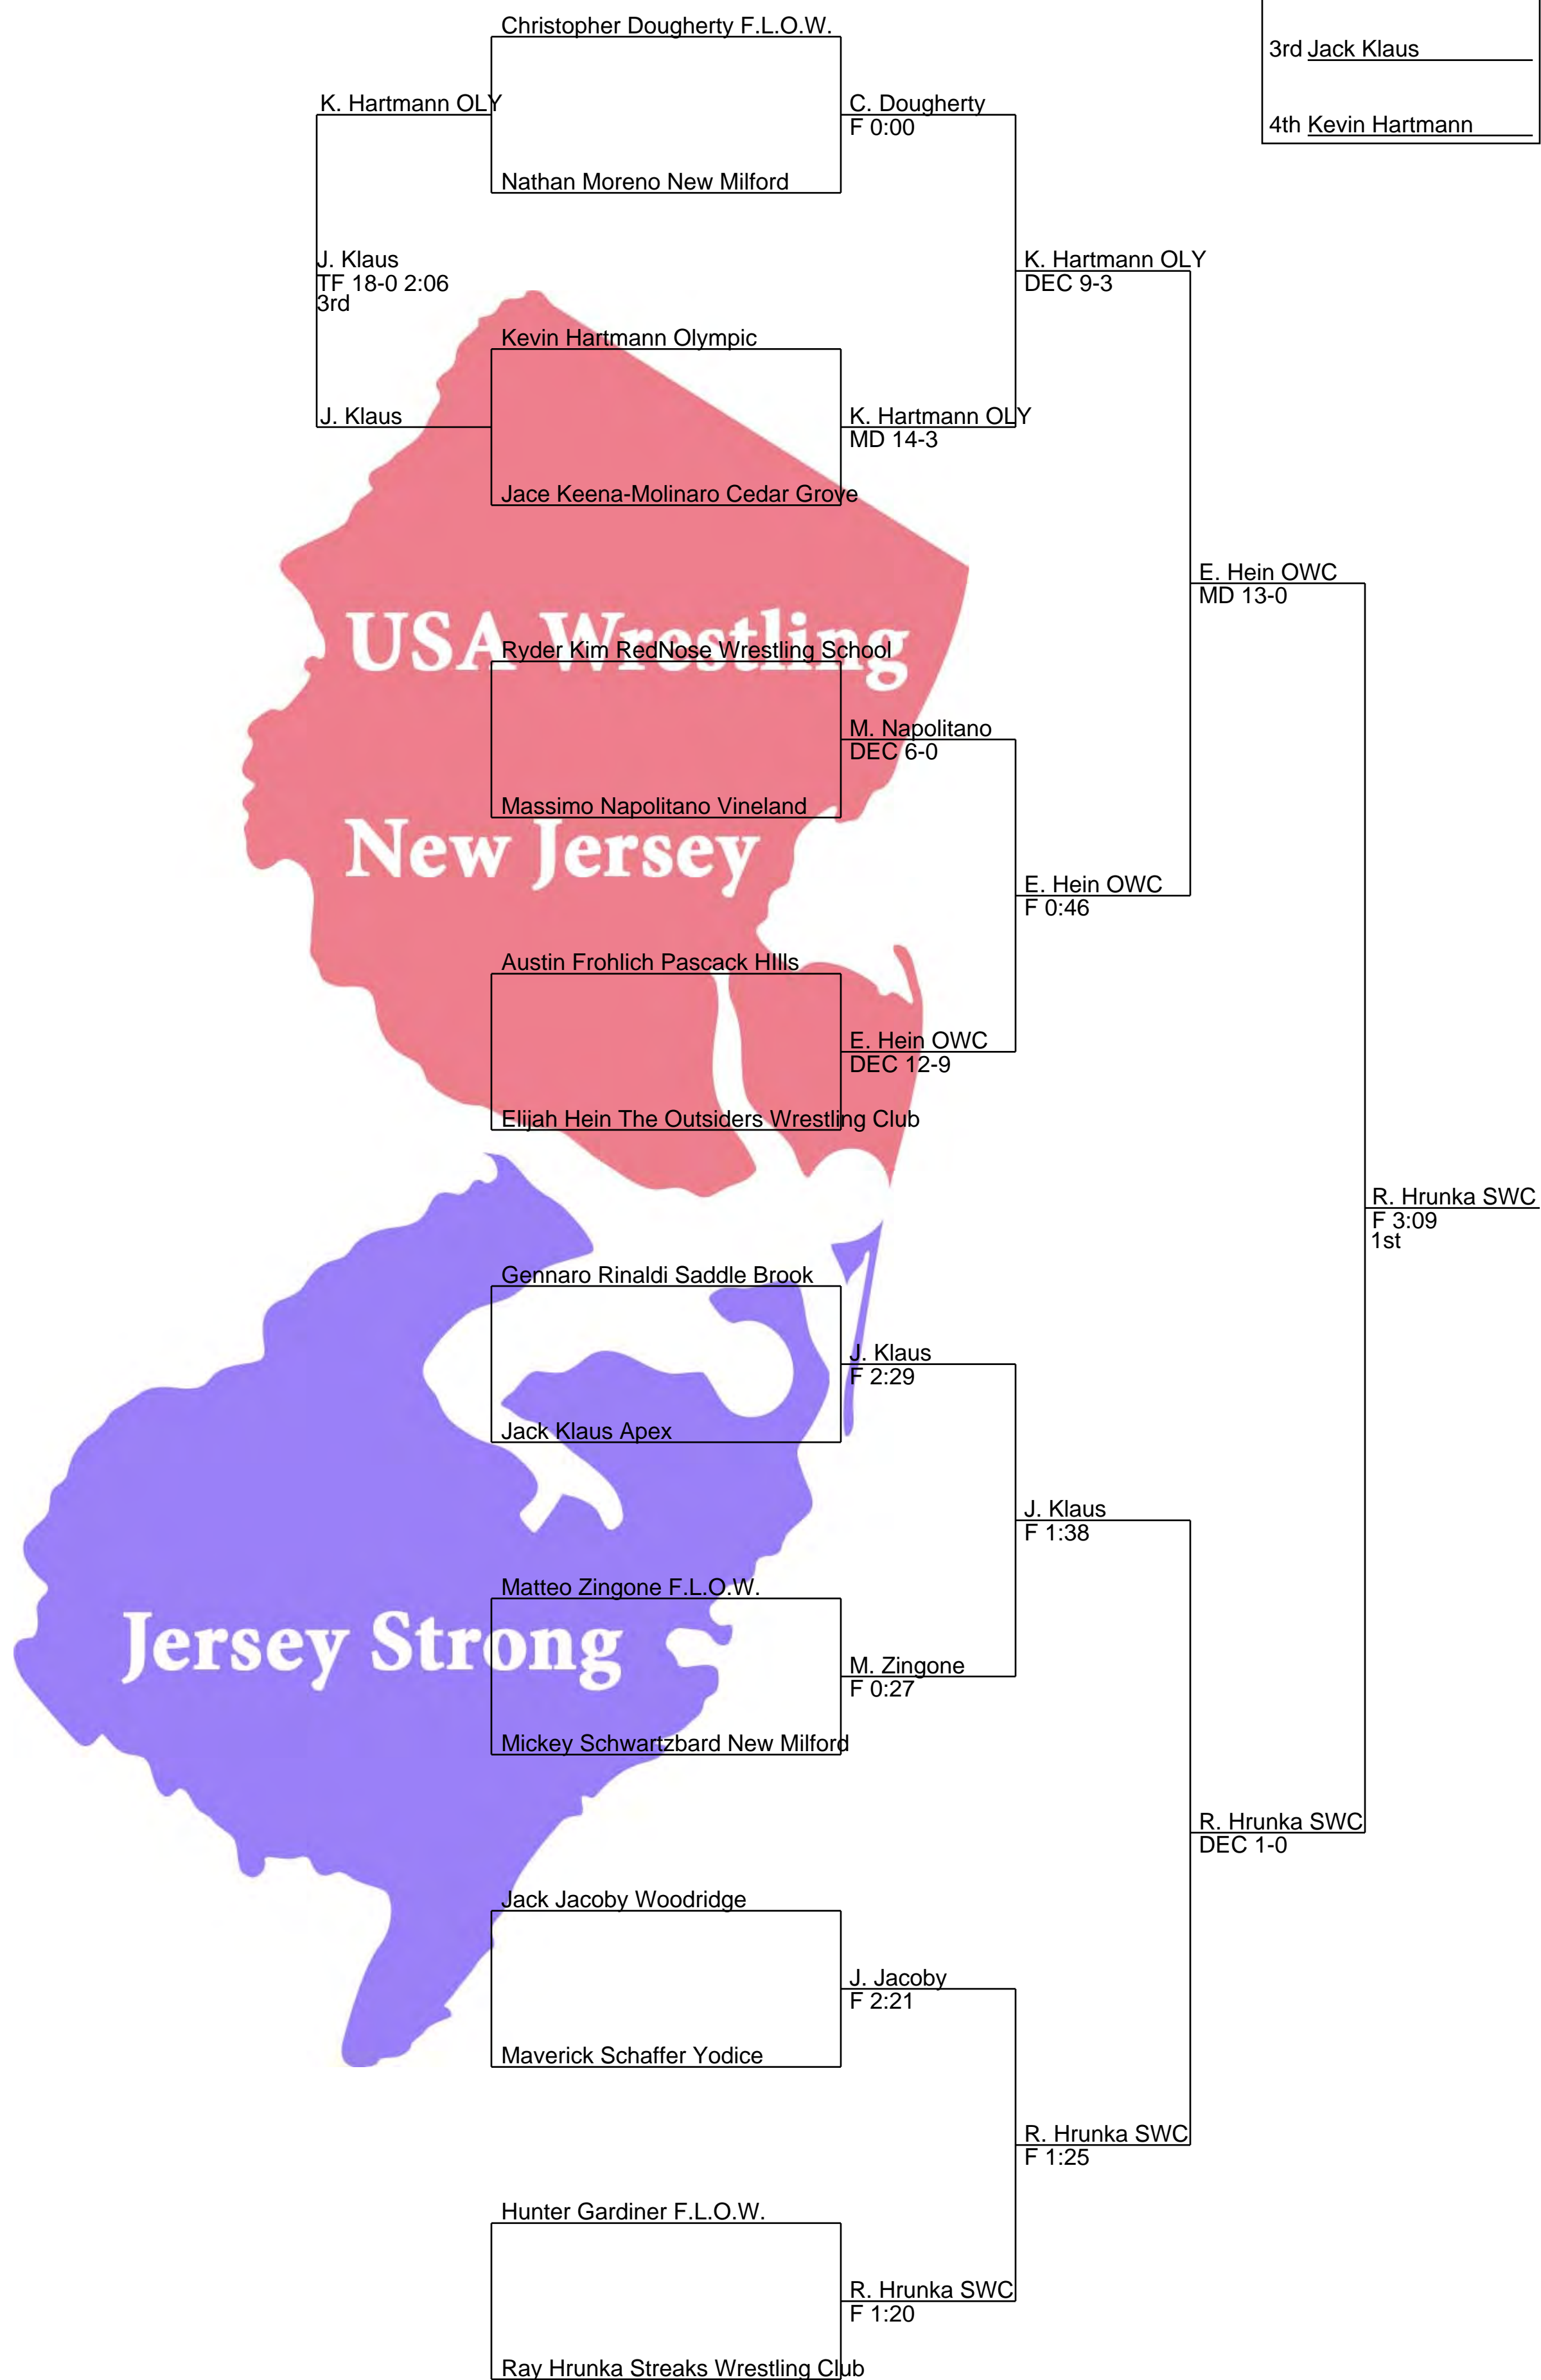 Christopher Dougherty F.L.O.W.
3rd Jack Klaus
K. Hartmann OLY
C. Dougherty
F 0:00
4th Kevin Hartmann
Nathan Moreno New Milford
J. Klaus
TF 18-0 2:06
3rd
K. Hartmann OLY
DEC 9-3
Kevin Hartmann Olympic
J. Klaus
K. Hartmann OLY
MD 14-3
Jace Keena-Molinaro Cedar Grove
E. Hein OWC
MD 13-0
USA Wrestling
Ryder Kim RedNose Wrestling School
M. Napolitano
DEC 6-0
Massimo Napolitano Vineland
New Jersey
E. Hein OWC
F 0:46
Austin Frohlich Pascack HIlls
E. Hein OWC
DEC 12-9
Elijah Hein The Outsiders Wrestling Club
R. Hrunka SWC
F 3:09
1st
Gennaro Rinaldi Saddle Brook
J. Klaus
F 2:29
Jack Klaus Apex
J. Klaus
F 1:38
Matteo Zingone F.L.O.W.
Jersey Strong
M. Zingone
F 0:27
Mickey Schwartzbard New Milford
R. Hrunka SWC
DEC 1-0
Jack Jacoby Woodridge
J. Jacoby
F 2:21
Maverick Schaffer Yodice
R. Hrunka SWC
F 1:25
Hunter Gardiner F.L.O.W.
R. Hrunka SWC
F 1:20
Ray Hrunka Streaks Wrestling Club